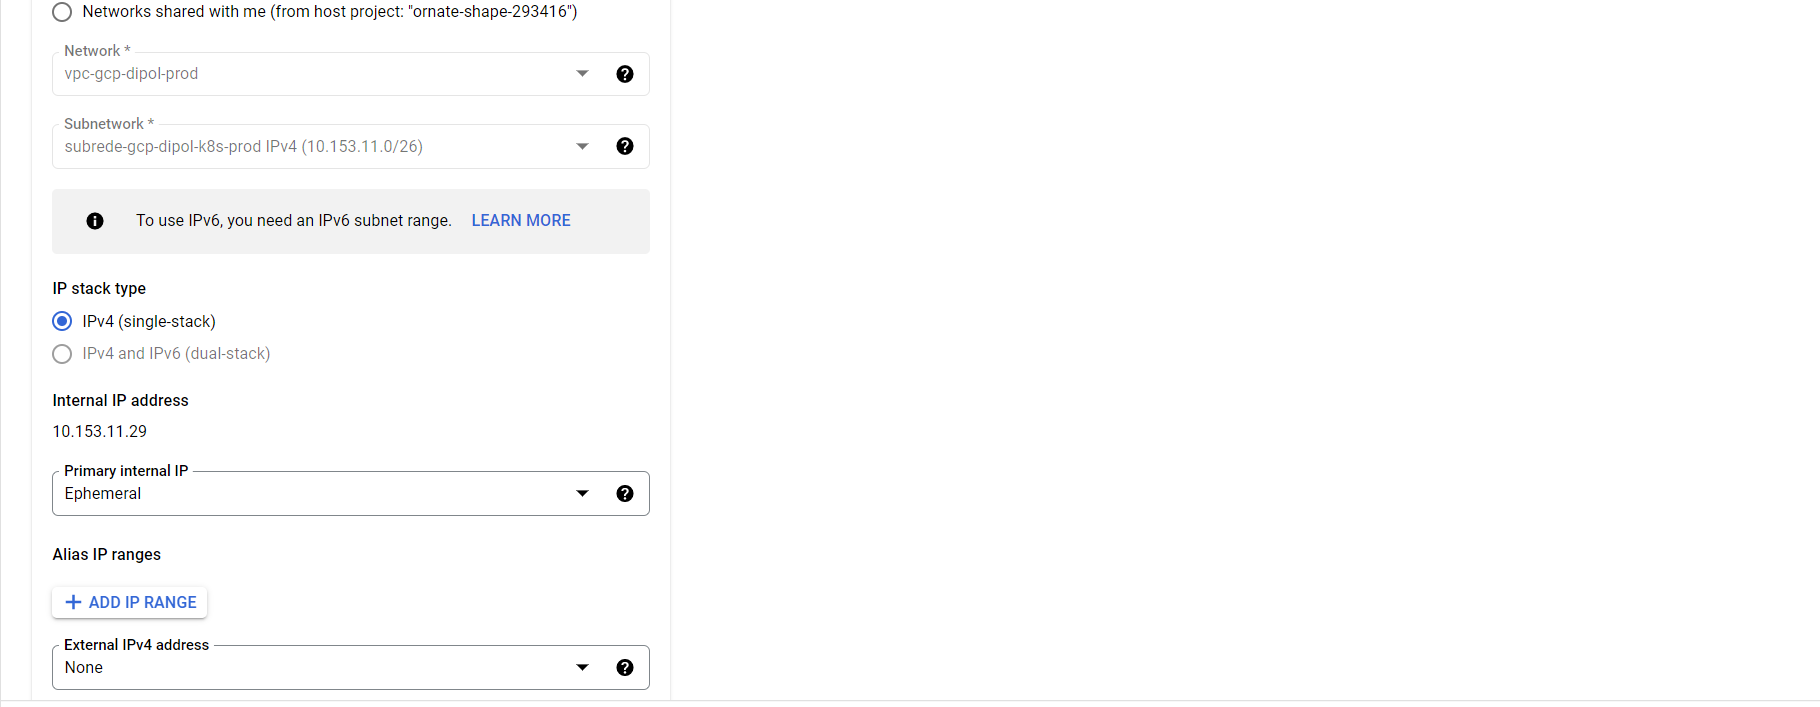 Networks shared with me (from host project: "ornate-shape-293416")
Network *
vpc-gcp-dipol-prod
Subnetwork *
subrede-gcp-dipol-k8s-prod IPv4 (10.153.11.0/26)
To use IPv6, you need an IPv6 subnet range. LEARN MORE
IP stack type
IPv4 (single-stack)
IPv4 and IPv6 (dual-stack)
Internal IP address
10.153.11.29
Primary internal IP
Ephemeral
Alias IP ranges
ADD IP RANGE
External IPv4 address
None